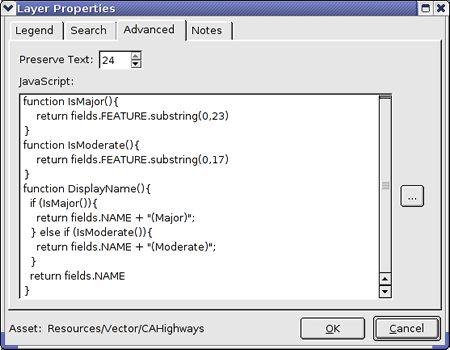 Layer Properties
Legend Search Advanced Notes
Preserve Text: 24
JavaScript:
function IsMajor(){
return fields.FEATURE.substring(0,23)
}
function IsModerate(){
return fields.FEATURE.substring(0,17)
}
function DisplayName(){
if (IsMajor()){
return fields.NAME + "(Major)";
} else if (IsModerate()){
return fields.NAME + "(Moderate)";
}
return fields.NAME
}
...
Asset: Resources/Vector/CAHighways OK Cancel